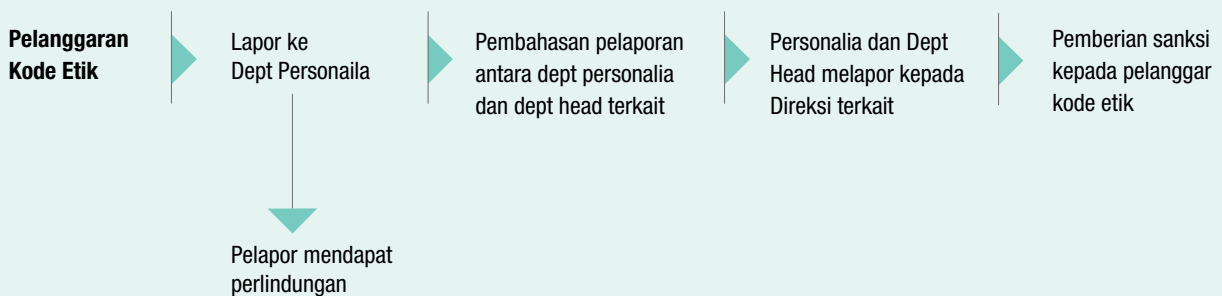 Pelanggaran
Kode Etik
Lapor ke
Dept Personaila
Pembahasan pelaporan
antara dept personalia
dan dept head terkait
Personalia dan Dept
Head melapor kepada
Direksi terkait
Pemberian sanksi
kepada pelanggar
kode etik
Pelapor mendapat
perlindungan